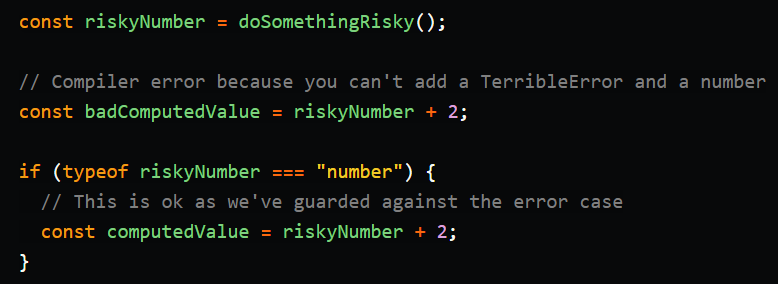 const riskyNumber = doSomethingRisky();
// Compiler error because you can't add a TerribleError and a number
const badComputedValue = riskyNumber + 2;
if (typeof riskyNumber === "number") {
  // This is ok as we've guarded against the error case
  const computedValue = riskyNumber + 2;
}